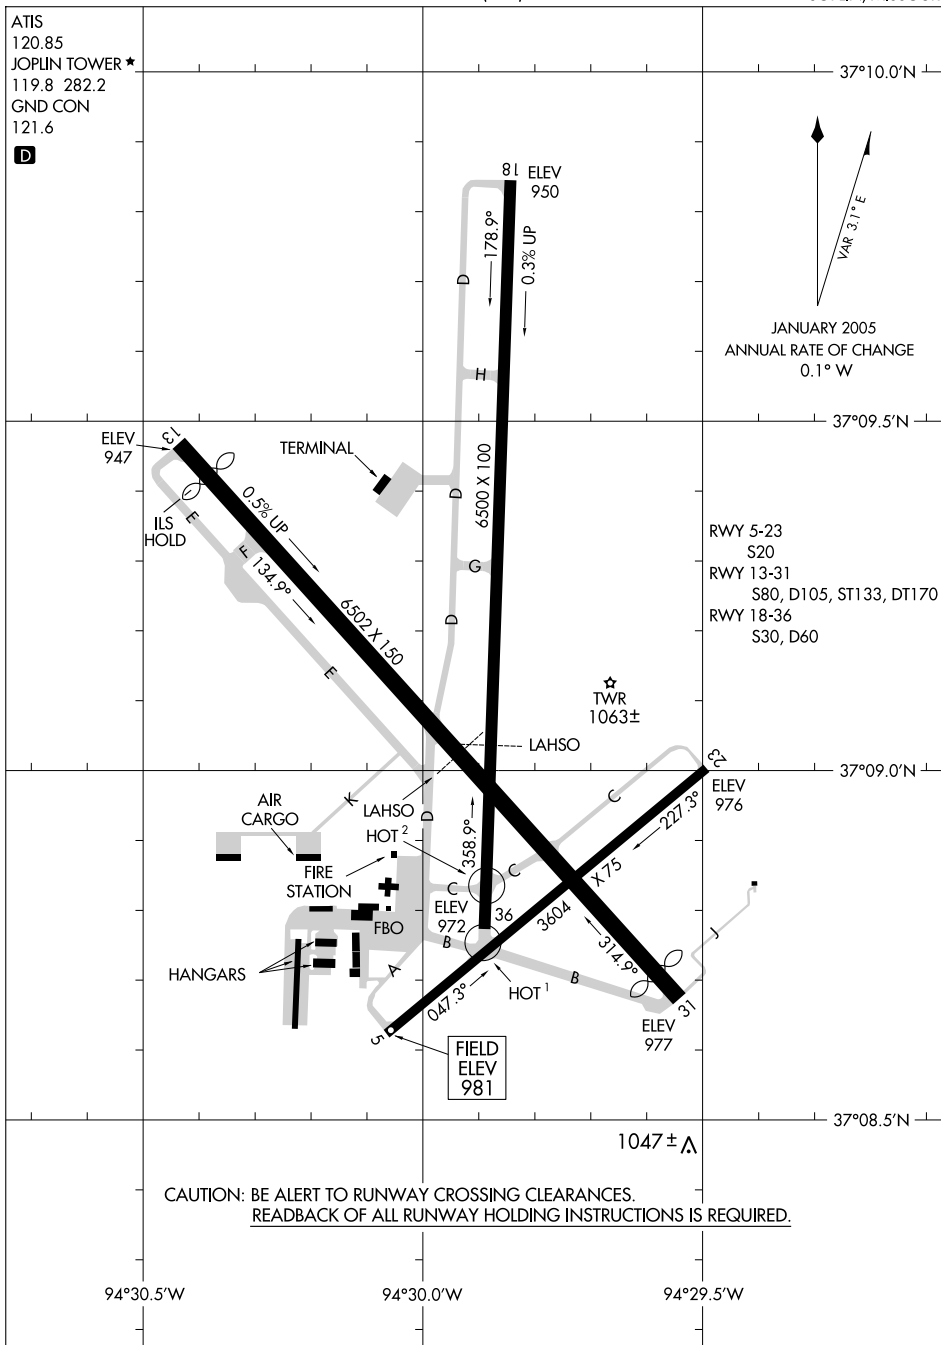 ATIS
120.85
JOPLIN TOWER ★
119.8 282.2
GND CON
121.6
D
37°10.0'N
18
ELEV
950
178.9°
0.3% UP
VAR 3.1° E
JANUARY 2005
ANNUAL RATE OF CHANGE
0.1° W
D
H
37°09.5'N
13
ELEV
947
TERMINAL
6500 X 100
ILS
HOLD
E
0.5% UP
F
134.9°
D
G
D
RWY 5-23
S20
RWY 13-31
S80, D105, ST133, DT170
RWY 18-36
S30, D60
6502 X 150
E
TWR
1063±
LAHSO
37°09.0'N
23
ELEV
976
K
LAHSO
AIR
CARGO
HOT 2
D
358.9°
C
227.3°
FIRE
STATION
C
C
X 75
3604
ELEV
972
36
FBO
B
314.9°
J
HANGARS
A
047.3°
HOT 1
B
31
ELEV
977
5
FIELD
ELEV
981
37°08.5'N
1047±
CAUTION: BE ALERT TO RUNWAY CROSSING CLEARANCES.
READBACK OF ALL RUNWAY HOLDING INSTRUCTIONS IS REQUIRED.
94°30.5'W
94°30.0'W
94°29.5'W